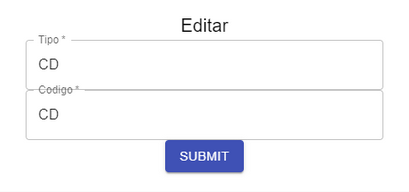 Editar
Tipo *
CD
Codigo *
CD
SUBMIT